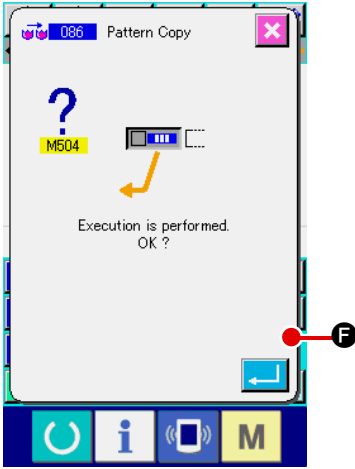 086 Pattern Copy
?
M504
Execution is performed.
OK ?
F
i
M